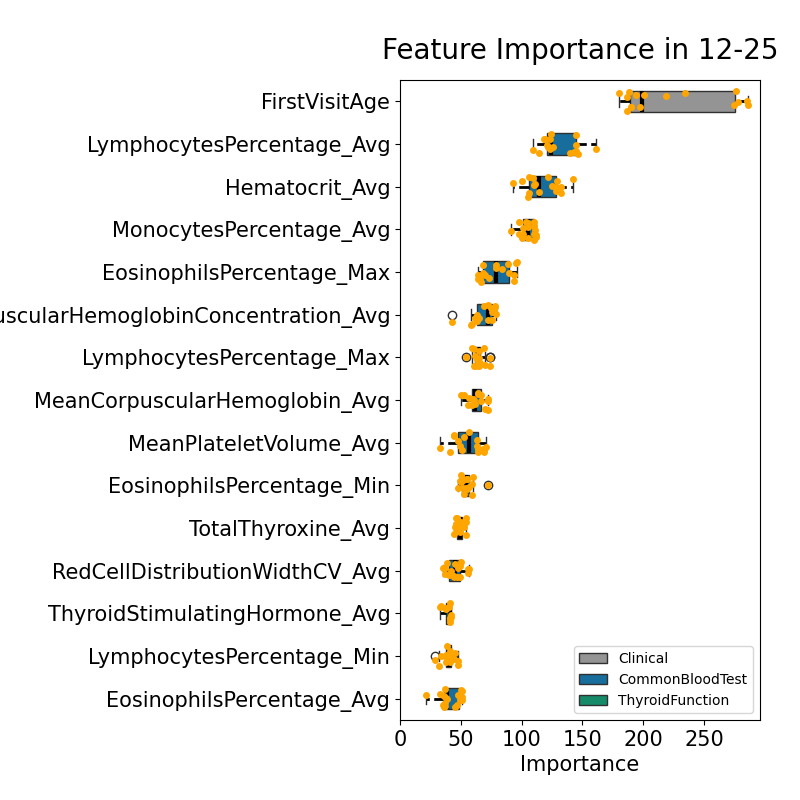 Feature Importance in 12-25
FirstVisitAge
LymphocytesPercentage_Avg
Hematocrit_Avg
MonocytesPercentage_Avg
EosinophilsPercentage_Max
uscularHemoglobinConcentration_Avg
LymphocytesPercentage_Max
MeanCorpuscularHemoglobin_Avg
MeanPlateletVolume_Avg
EosinophilsPercentage_Min
TotalThyroxine_Avg
RedCellDistributionWidthCV_Avg
ThyroidStimulatingHormone_Avg
LymphocytesPercentage_Min
EosinophilsPercentage_Avg
Clinical
CommonBloodTest
ThyroidFunction
0 50 100 150 200 250
Importance